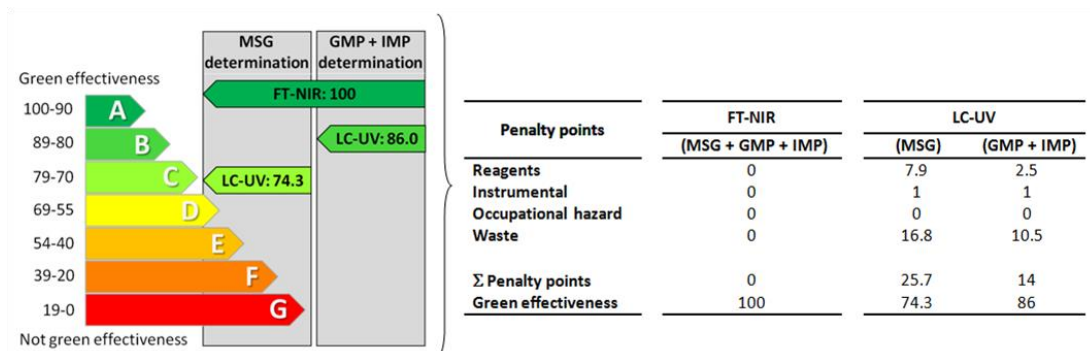 MSG
determination
GMP + IMP
determination
Green effectiveness
FT-NIR: 100
100-90 A
89-80 B
LC-UV: 86.0
79-70 C
LC-UV: 74.3
69-55 D
54-40 E
39-20 F
19-0 G
Not green effectiveness
Penalty points FT-NIR LC-UV
(MSG + GMP + IMP) (MSG) (GMP + IMP)
Reagents 0 7.9 2.5
Instrumental 0 1 1
Occupational hazard 0 0 0
Waste 0 16.8 10.5
Σ Penalty points 0 25.7 14
Green effectiveness 100 74.3 86